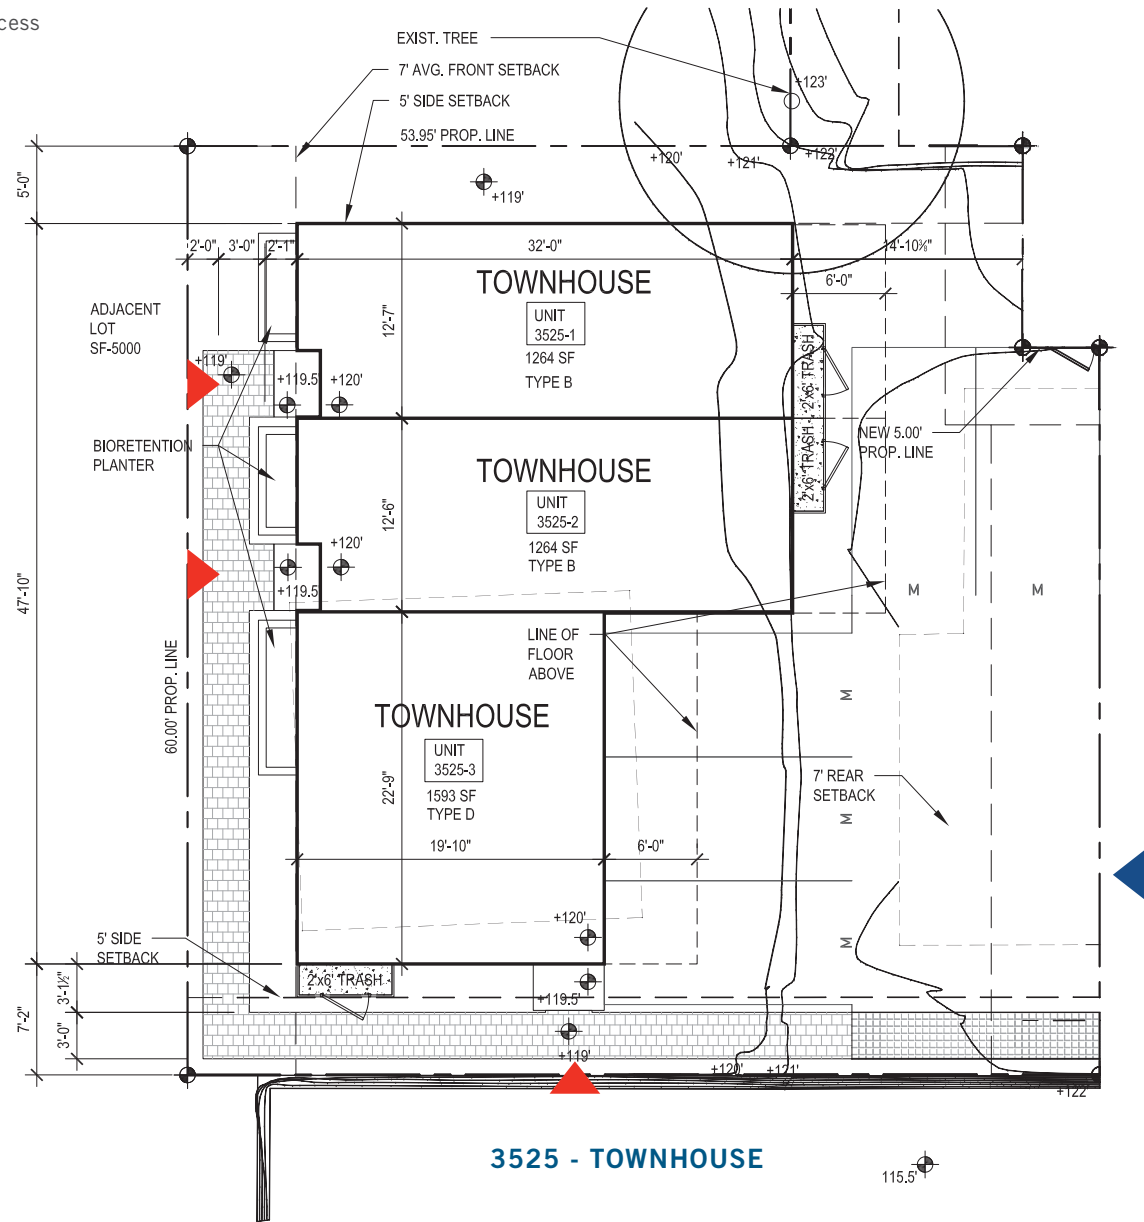 cess
EXIST. TREE
7' AVG. FRONT SETBACK
5' SIDE SETBACK
53.95' PROP. LINE
+123'
+120'
+121'
+122'
+119'
5'-0"
2'-0"
3'-0"
2'-1"
32'-0"
14'-10⅜"
6'-0"
ADJACENT
LOT
SF-5000
TOWNHOUSE
UNIT
3525-1
1264 SF
TYPE B
12'-7"
2'x6' TRASH
2'x6' TRASH
+119'
+119.5'
+120'
NEW 5.00'
PROP. LINE
BIORETENTION
PLANTER
TOWNHOUSE
UNIT
3525-2
1264 SF
TYPE B
12'-6"
+120'
+119.5'
47'-10"
M
M
LINE OF
FLOOR
ABOVE
60.00' PROP. LINE
M
TOWNHOUSE
UNIT
3525-3
1593 SF
TYPE D
22'-9"
7' REAR
SETBACK
M
19'-10"
6'-0"
+120'
5' SIDE
SETBACK
M
2'x6' TRASH
+119.5'
3'-1½"
7'-2"
3'-0"
+119'
+120'
+121'
+122'
3525 - TOWNHOUSE
115.5'